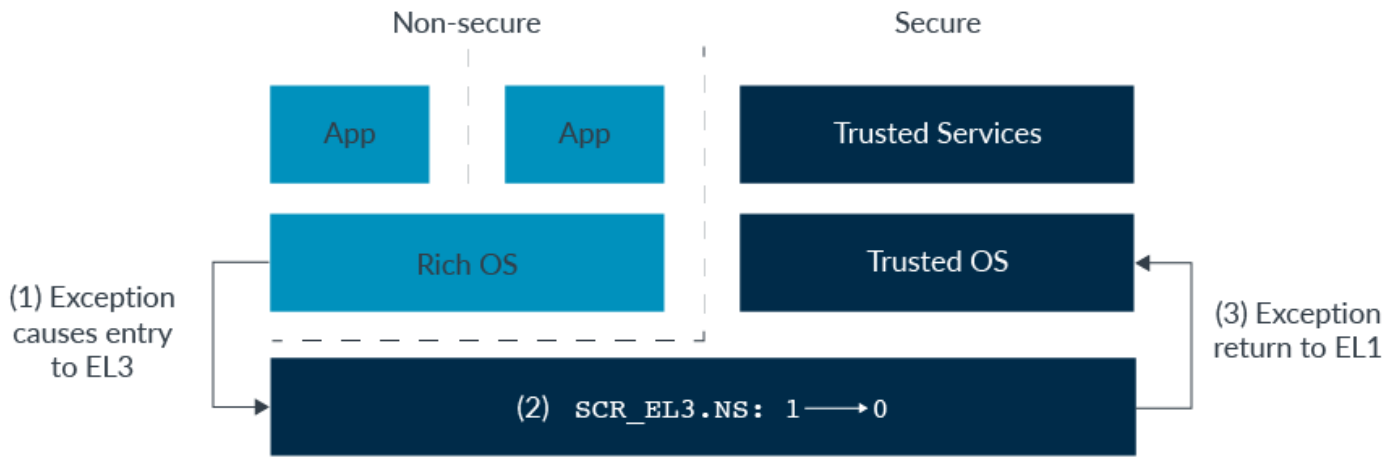 Non-secure
Secure
App
App
Trusted Services
Rich OS
Trusted OS
(1) Exception
causes entry
to EL3
(3) Exception
return to EL1
(2) SCR_EL3.NS: 1⟶0